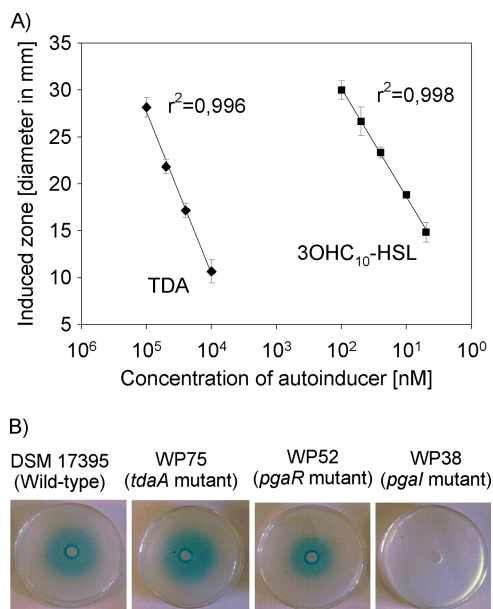 A)
Induced zone [diameter in mm]
35
30
25
20
15
10
5
r²=0,996
r²=0,998
TDA
3OHC₁₀-HSL
10⁶
10⁵
10⁴
10³
10²
10¹
10⁰
Concentration of autoinducer [nM]
B)
DSM 17395
(Wild-type)
WP75
(tdaA mutant)
WP52
(pgaR mutant)
WP38
(pgaI mutant)